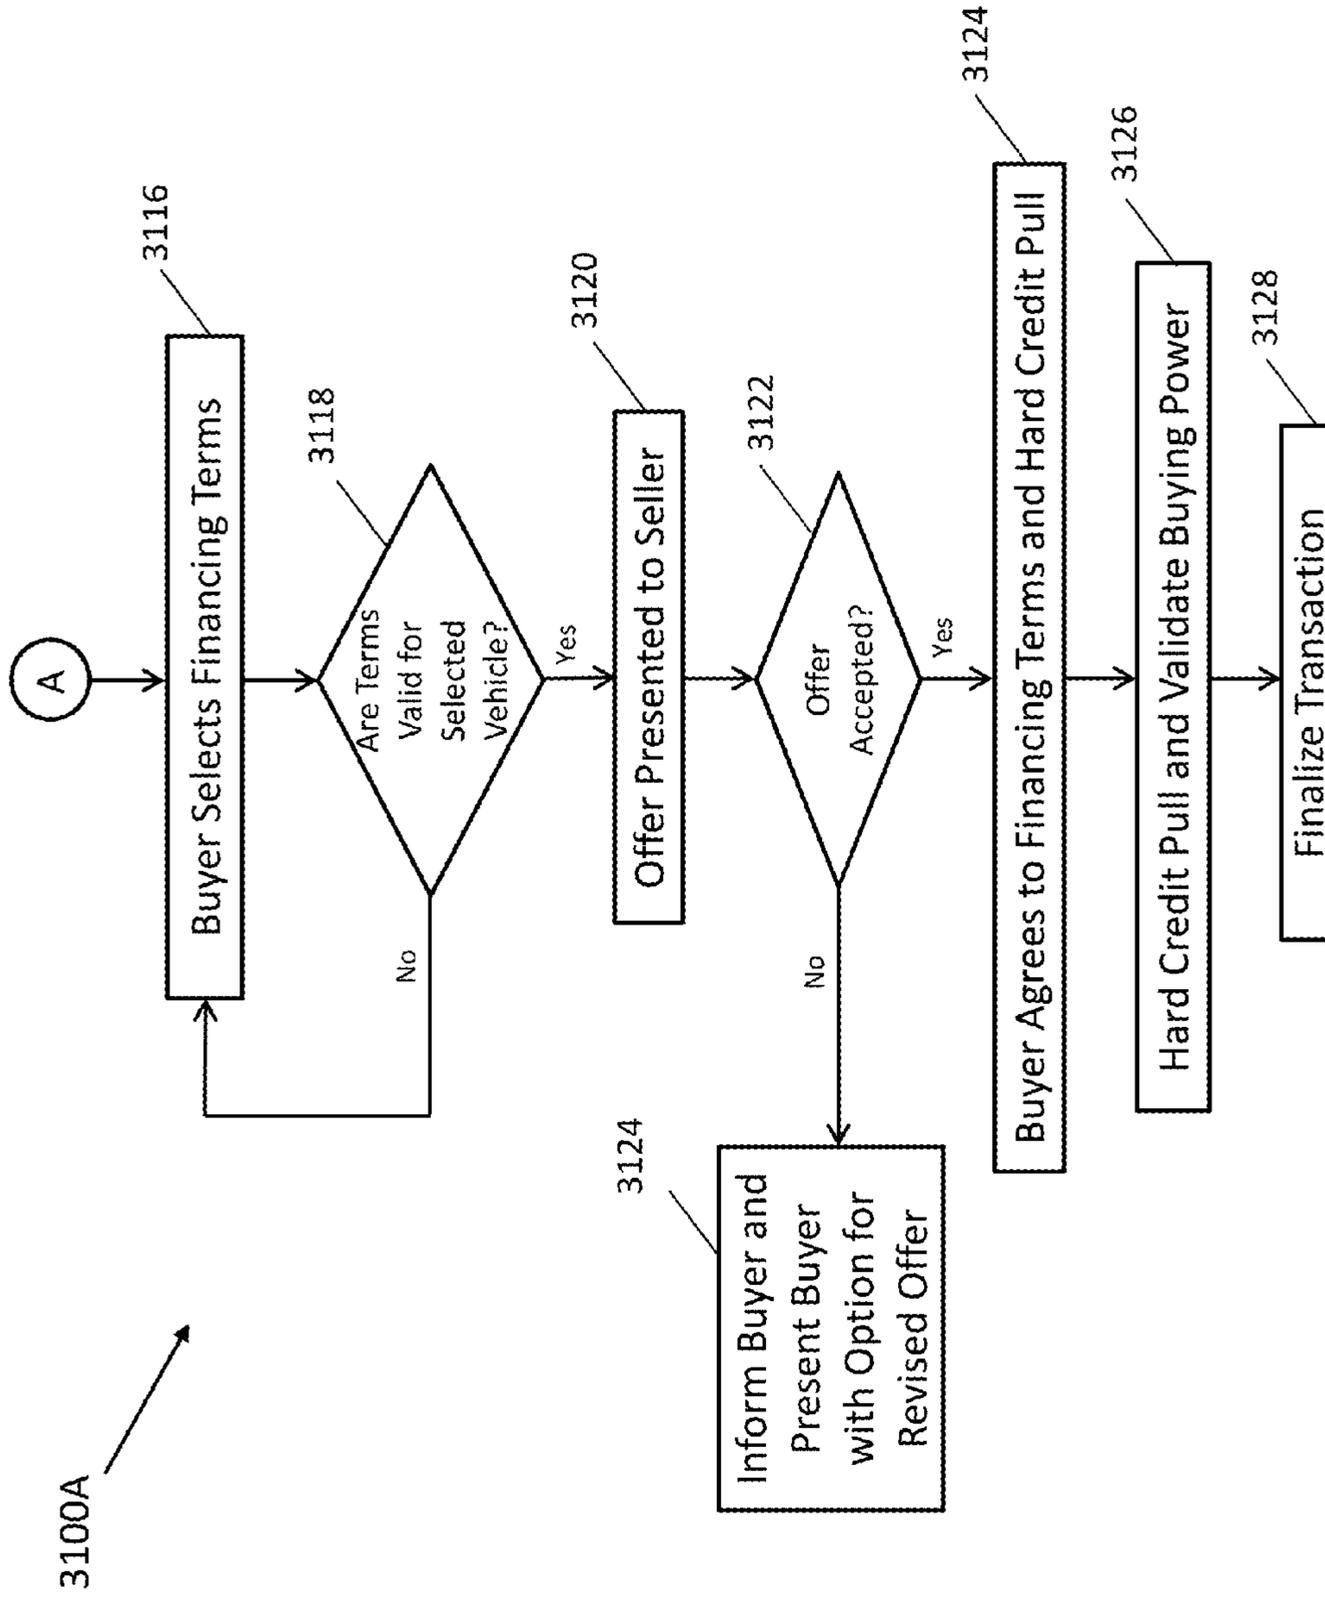 3100A
A
3116
Buyer Selects Financing Terms
3118
Are Terms
Valid for
Selected
Vehicle?
No
Yes
3120
Offer Presented to Seller
3122
Offer
Accepted?
No
Yes
3124
Inform Buyer and
Present Buyer
with Option for
Revised Offer
3124
Buyer Agrees to Financing Terms and Hard Credit Pull
3126
Hard Credit Pull and Validate Buying Power
3128
Finalize Transaction